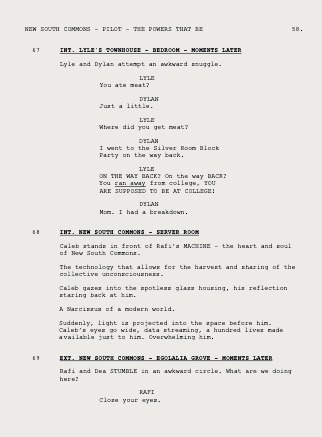 NEW SOUTH COMMONS - PILOT - THE POWERS THAT BE 58.
67 INT. LYLE'S TOWNHOUSE - BEDROOM - MOMENTS LATER
Lyle and Dylan attempt an awkward snuggle.
LYLE
You ate meat?
DYLAN
Just a little.
LYLE
Where did you get meat?
DYLAN
I went to the Silver Room Block
Party on the way back.
LYLE
ON THE WAY BACK? On the way BACK?
You ran away from college, YOU
ARE SUPPOSED TO BE AT COLLEGE!
DYLAN
Mom. I had a breakdown.
68 INT. NEW SOUTH COMMONS - SERVER ROOM
Caleb stands in front of Rafi's MACHINE - the heart and soul
of New South Commons.
The technology that allows for the harvest and sharing of the
collective unconsciousness.
Caleb gazes into the spotless glass housing, his reflection
staring back at him.
A Narcissus of a modern world.
Suddenly, light is projected into the space before him.
Caleb's eyes go wide, data streaming, a hundred lives made
available just to him. Overwhelming him.
69 EXT. NEW SOUTH COMMONS - EGOLALIA GROVE - MOMENTS LATER
Rafi and Dea STUMBLE in an awkward circle. What are we doing
here?
RAFI
Close your eyes.